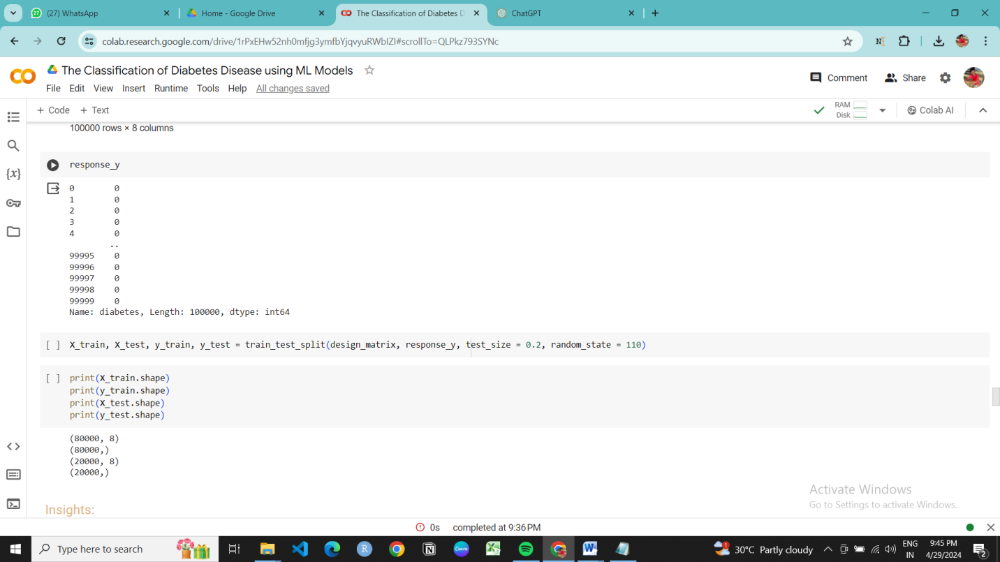 27 (27) WhatsApp
Home - Google Drive
The Classification of Diabetes D
ChatGPT
colab.research.google.com/drive/1rPxEHw52nh0mfjg3ymfbYjqvyuRWbIZI#scrollTo=QLPkz793SYNc
The Classification of Diabetes Disease using ML Models
File Edit View Insert Runtime Tools Help All changes saved
Comment Share
+ Code + Text
RAM
Disk
Colab AI
100000 rows × 8 columns
{x}
response_y
0 0
1 0
2 0
3 0
4 0
..
99995 0
99996 0
99997 0
99998 0
99999 0
Name: diabetes, Length: 100000, dtype: int64
[ ] X_train, X_test, y_train, y_test = train_test_split(design_matrix, response_y, test_size = 0.2, random_state = 110)
[ ] print(X_train.shape)
print(y_train.shape)
print(X_test.shape)
print(y_test.shape)
(80000, 8)
(80000,)
(20000, 8)
(20000,)
Insights:
Activate Windows
Go to Settings to activate Windows.
0s completed at 9:36 PM
Type here to search
30°C Partly cloudy
ENG
IN
9:45 PM
4/29/2024
2